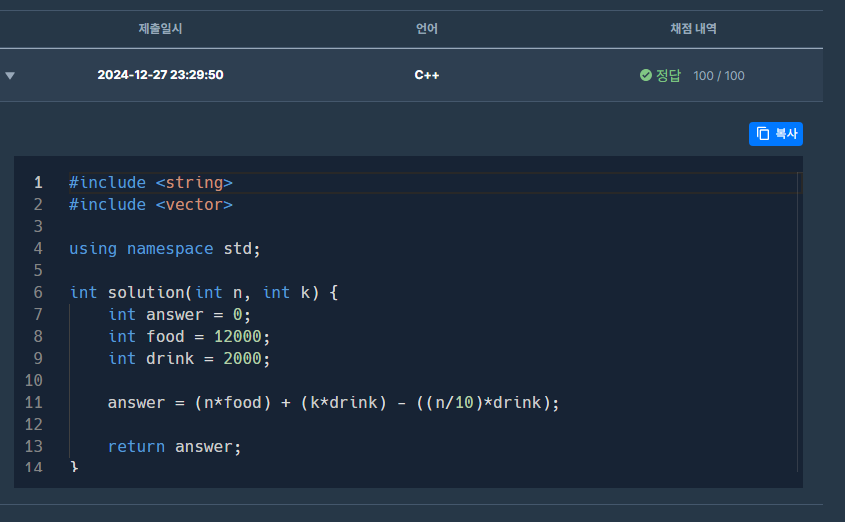 제출일시 언어 채점 내역
2024-12-27 23:29:50 C++ 정답 100 / 100
복사
1 #include <string>
2 #include <vector>
3
4 using namespace std;
5
6 int solution(int n, int k) {
7     int answer = 0;
8     int food = 12000;
9     int drink = 2000;
10
11     answer = (n*food) + (k*drink) - ((n/10)*drink);
12
13     return answer;
14 }